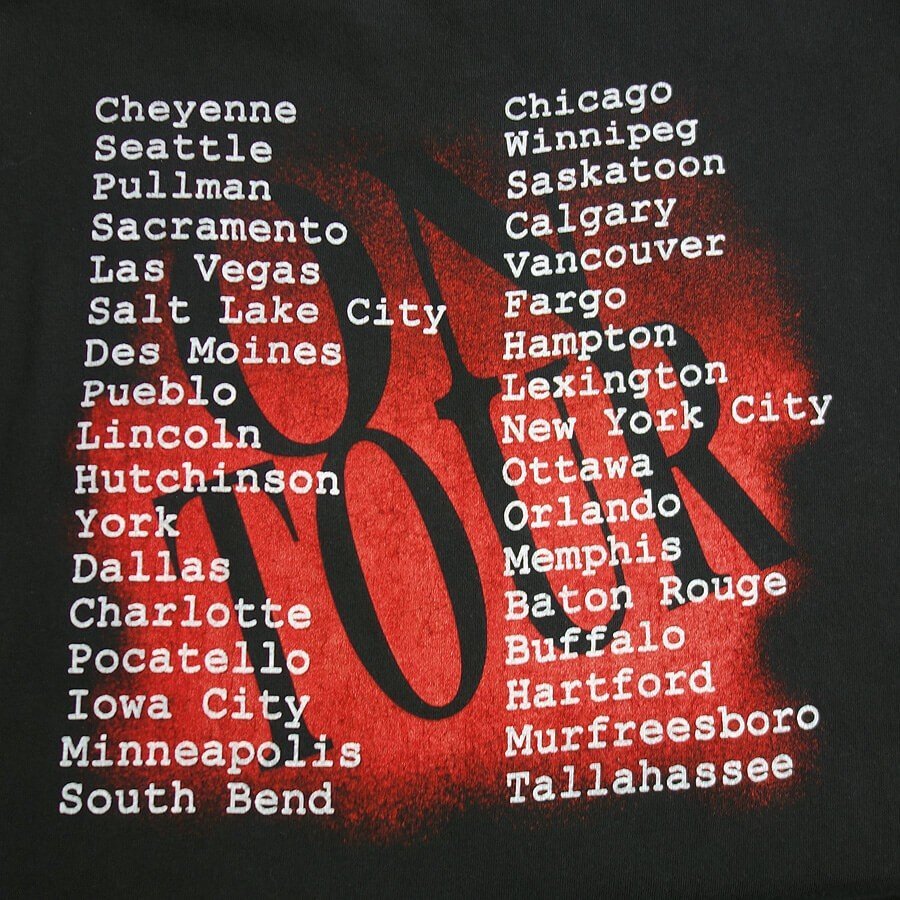 Cheyenne
Seattle
Pullman
Sacramento
Las Vegas
Salt Lake City
Des Moines
Pueblo
Lincoln
Hutchinson
York
Dallas
Charlotte
Pocatello
Iowa City
Minneapolis
South Bend
Chicago
Winnipeg
Saskatoon
Calgary
Vancouver
Fargo
Hampton
Lexington
New York City
Ottawa
Orlando
Memphis
Baton Rouge
Buffalo
Hartford
Murfreesboro
Tallahassee
ON
TOUR